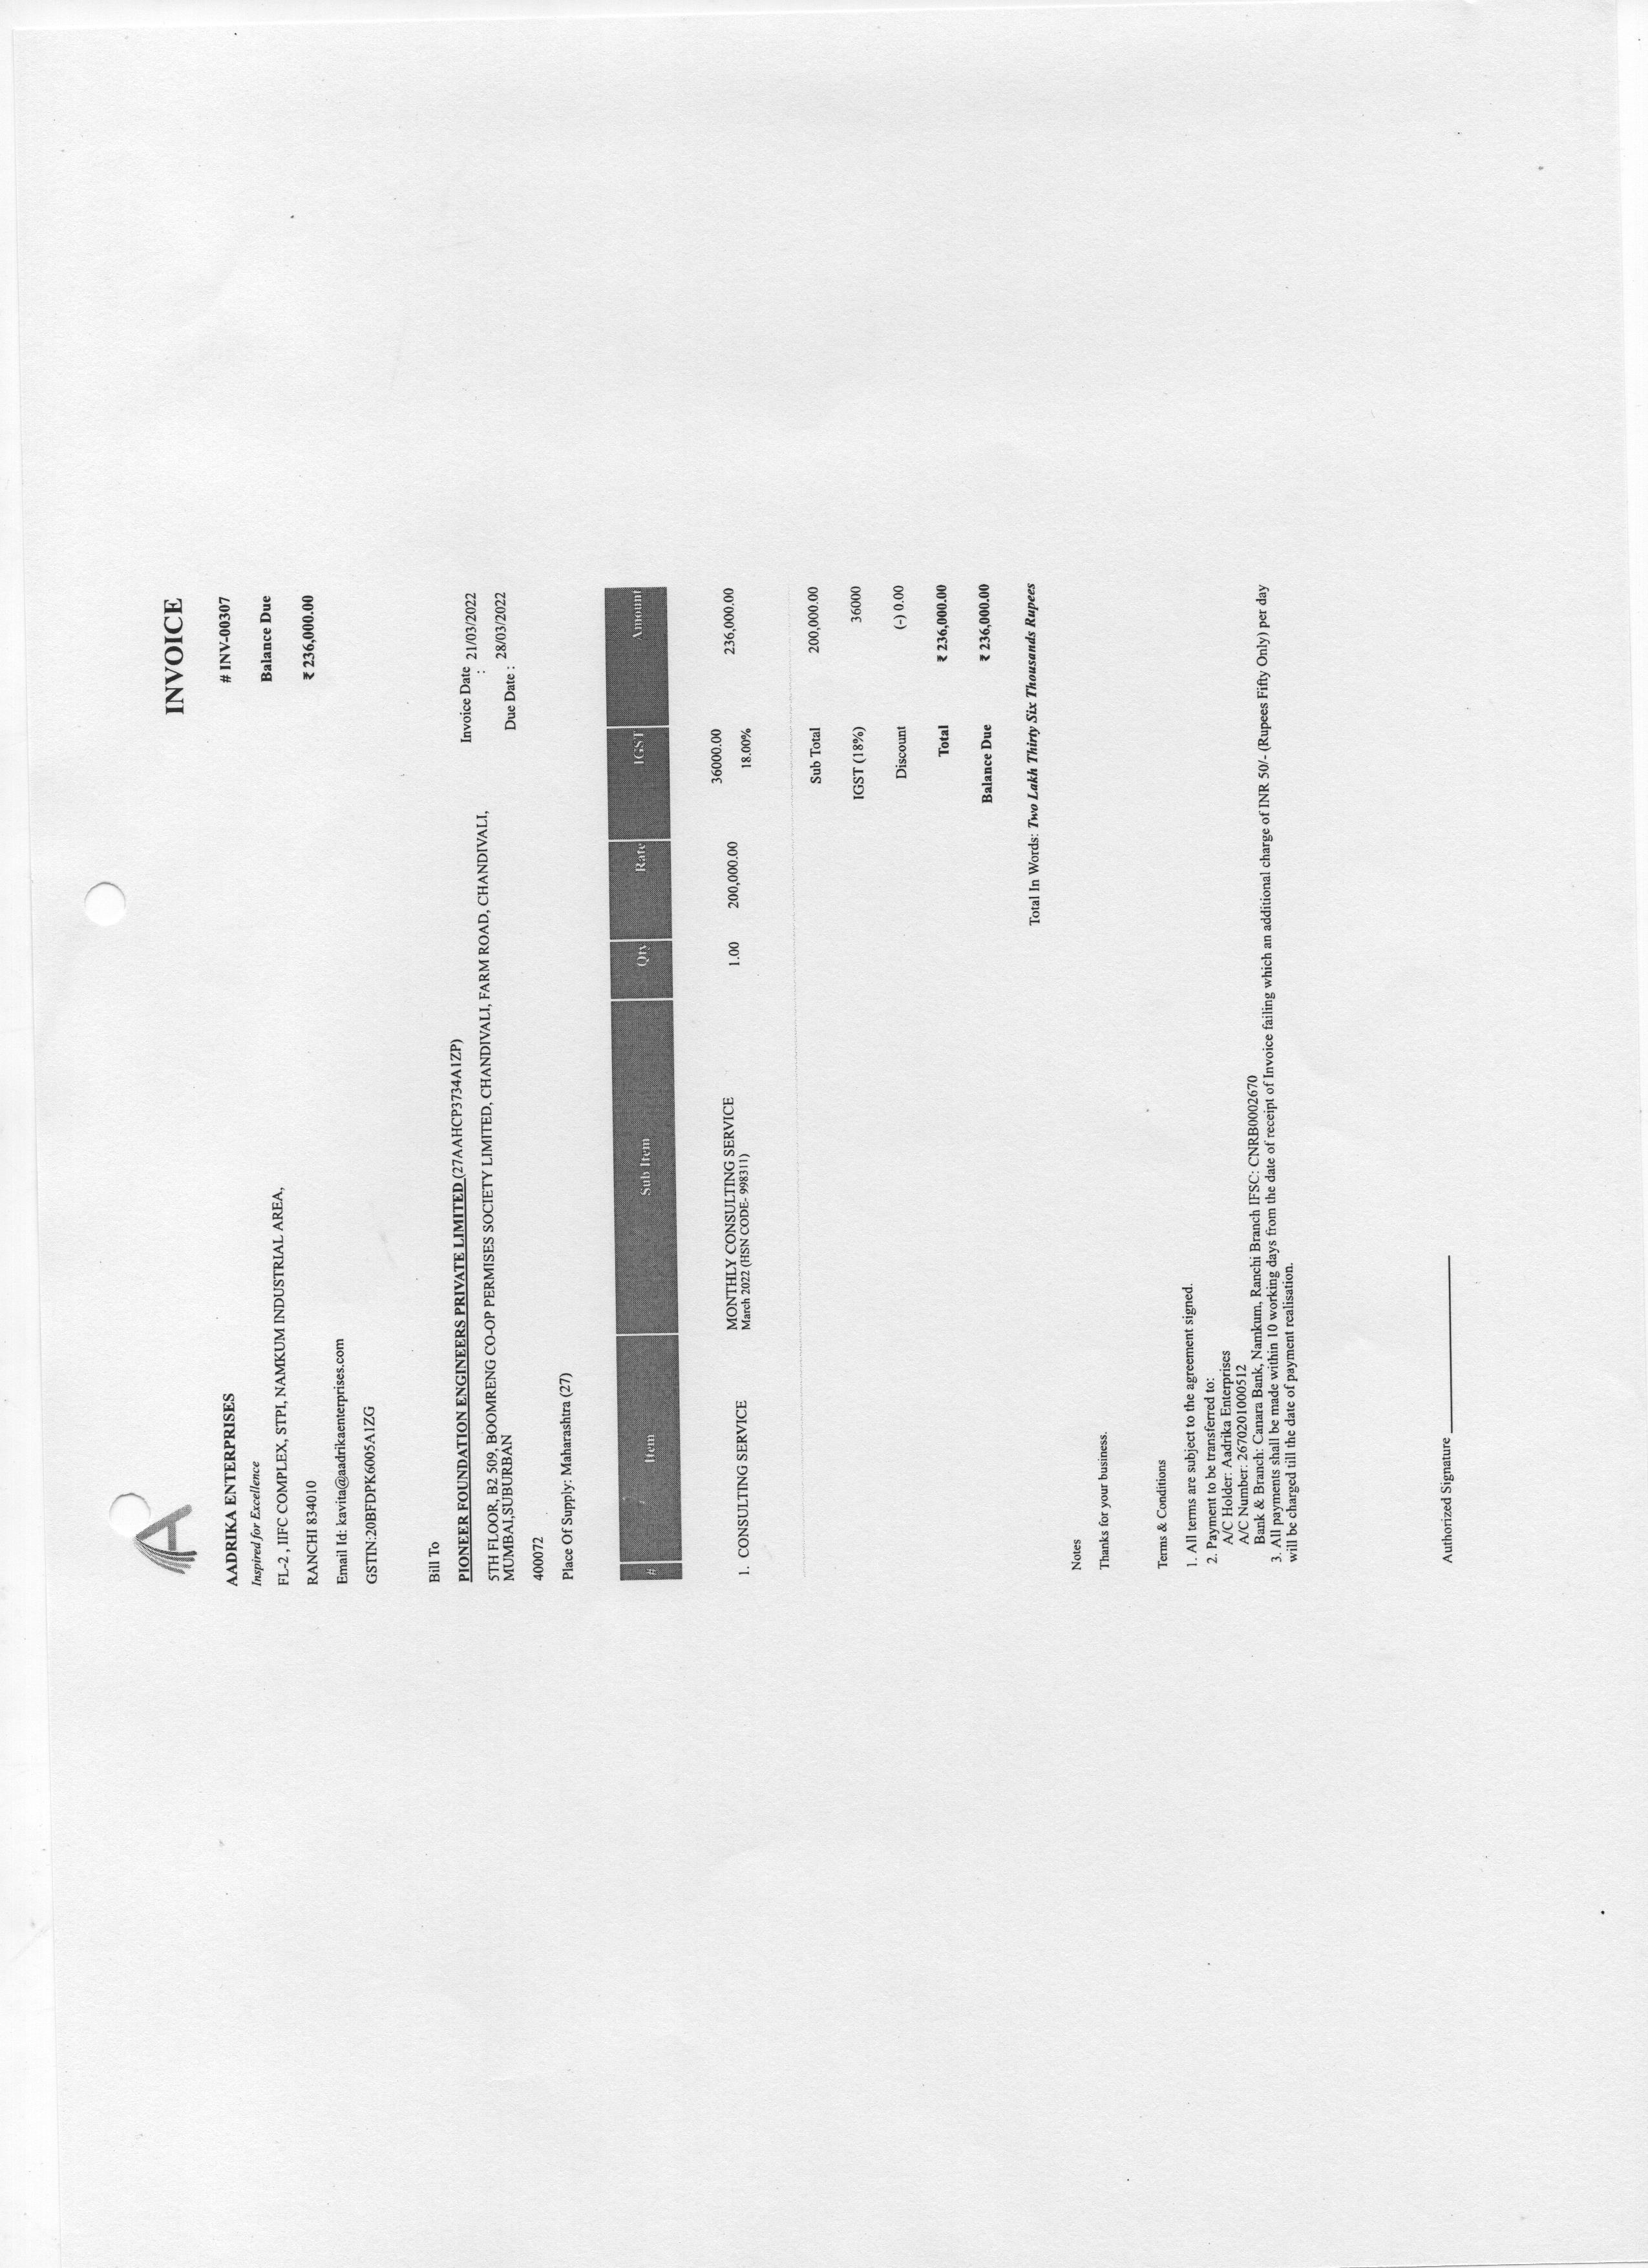 A
INVOICE
AADRIKA ENTERPRISES
# INV-00307
Inspired for Excellence
Balance Due
FL-2 , IIFC COMPLEX, STPI, NAMKUM INDUSTRIAL AREA,
RANCHI 834010
₹ 236,000.00
Email Id: kavita@aadrikaenterprises.com
GSTIN:20BFDPK6005A1ZG
Bill To
PIONEER FOUNDATION ENGINEERS PRIVATE LIMITED (27AAHCP3734A1ZP)
5TH FLOOR, B2 509, BOOMRENG CO-OP PERMISES SOCIETY LIMITED, CHANDIVALI, FARM ROAD, CHANDIVALI,
MUMBAI,SUBURBAN
400072
Place Of Supply: Maharashtra (27)
Invoice Date : 21/03/2022
Due Date : 28/03/2022
# Item Sub Item Qty Rate IGST Amount
1. CONSULTING SERVICE MONTHLY CONSULTING SERVICE 1.00 200,000.00 36000.00 236,000.00
March 2022 (HSN CODE- 998311) 18.00%
Sub Total 200,000.00
IGST (18%) 36000
Discount (-) 0.00
Total ₹ 236,000.00
Balance Due ₹ 236,000.00
Total In Words: Two Lakh Thirty Six Thousands Rupees
Notes
Thanks for your business.
Terms & Conditions
1. All terms are subject to the agreement signed.
2. Payment to be transferred to:
A/C Holder: Aadrika Enterprises
A/C Number: 2670201000512
Bank & Branch: Canara Bank, Namkum, Ranchi Branch IFSC: CNRB0002670
3. All payments shall be made within 10 working days from the date of receipt of Invoice failing which an additional charge of INR 50/- (Rupees Fifty Only) per day
will be charged till the date of payment realisation.
Authorized Signature